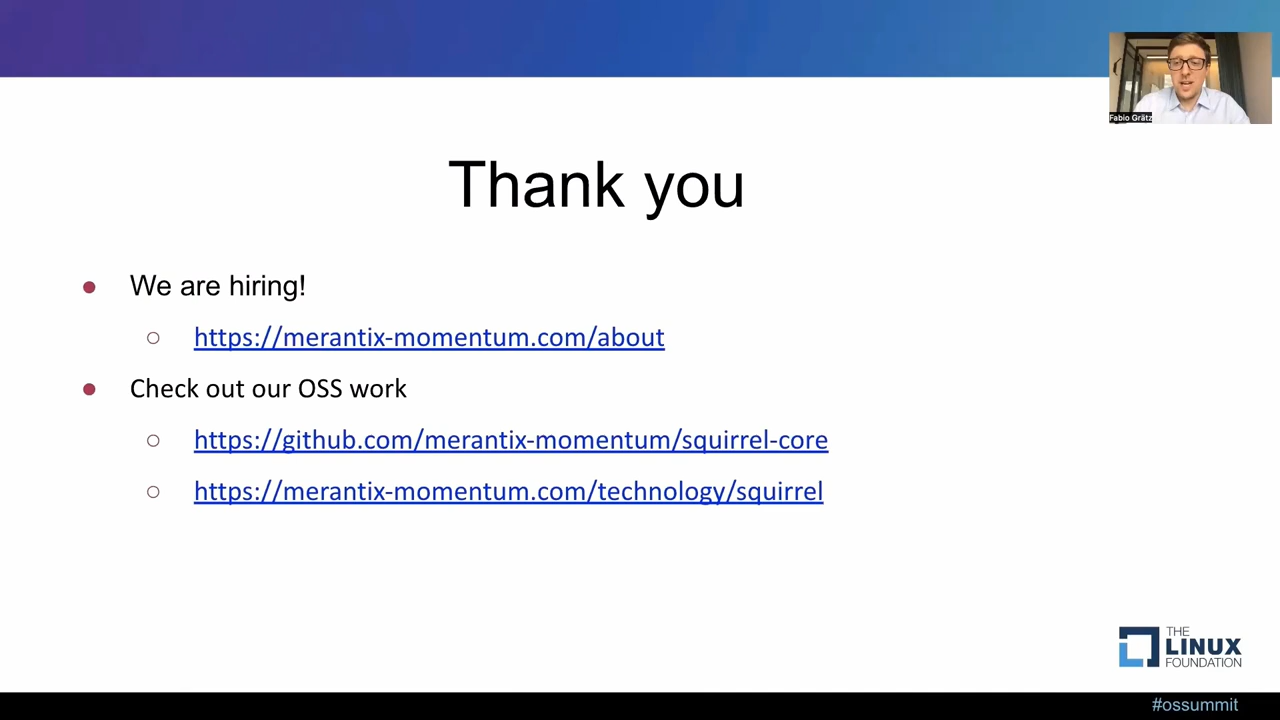 Fabio Grätz
Thank you
We are hiring!
https://merantix-momentum.com/about
Check out our OSS work
https://github.com/merantix-momentum/squirrel-core
https://merantix-momentum.com/technology/squirrel
THE
LINUX
FOUNDATION
#ossummit